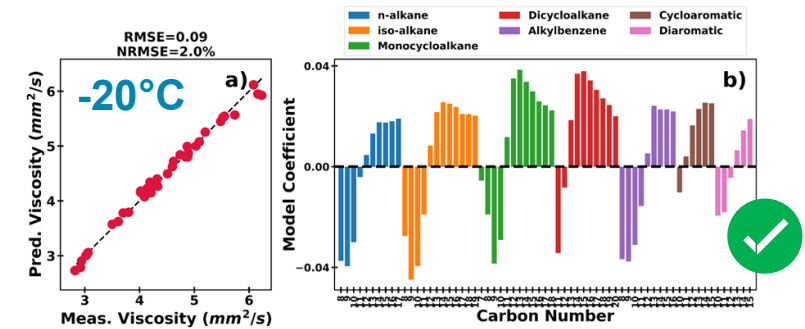 RMSE=0.09
NRMSE=2.0%
-20°C
a)
6
5
4
3
3 4 5 6
Pred. Viscosity (mm²/s)
Meas. Viscosity (mm²/s)
n-alkane
iso-alkane
Monocycloalkane
Dicycloalkane
Alkylbenzene
Cycloaromatic
Diaromatic
b)
0.04
0.00
−0.04
Model Coefficient
Carbon Number